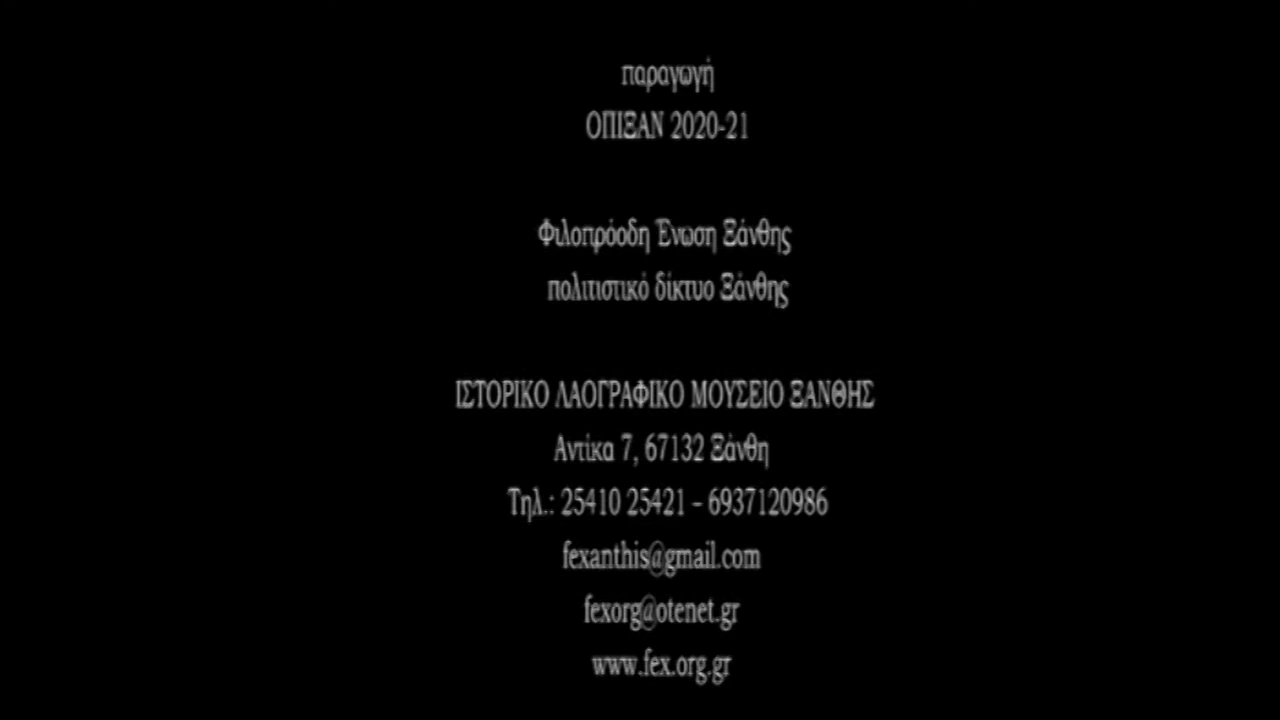 παραγωγή
ΟΠΙΞΑΝ 2020-21
Φιλοπρόοδη Ένωση Ξάνθης
πολιτιστικό δίκτυο Ξάνθης
ΙΣΤΟΡΙΚΟ ΛΑΟΓΡΑΦΙΚΟ ΜΟΥΣΕΙΟ ΞΑΝΘΗΣ
Αντίκα 7, 67132 Ξάνθη
Τηλ.: 25410 25421 - 6937120986
fexanthis@gmail.com
fexorg@otenet.gr
www.fex.org.gr